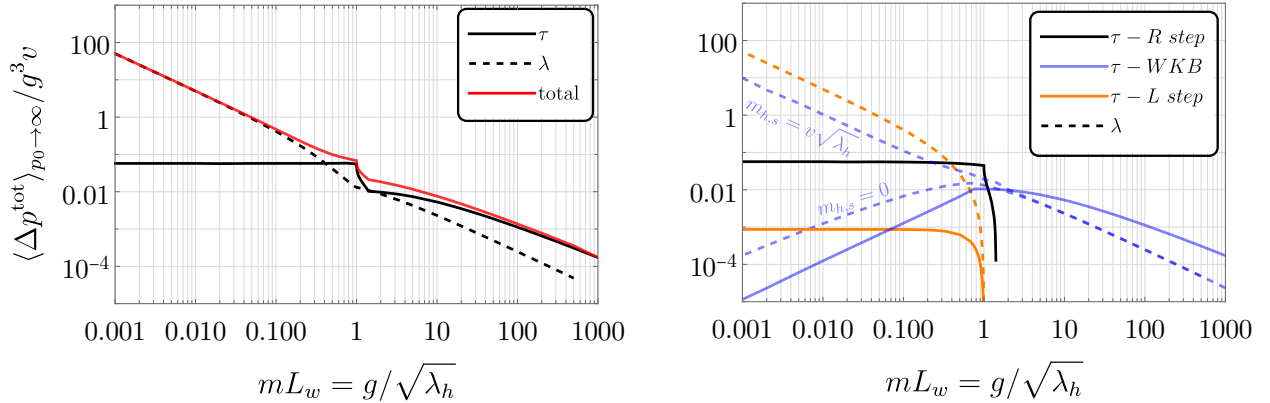 ⟨Δp^tot⟩_{p₀→∞}/g³v
100
1
0.01
10⁻⁴
0.001
0.010
0.100
1
10
100
1000
mL_w = g/√λ_h
τ
λ
total
100
1
0.01
10⁻⁴
0.001
0.010
0.100
1
10
100
1000
mL_w = g/√λ_h
m_{h,s} = v√λ_h
m_{h,s} = 0
τ − R step
τ − WKB
τ − L step
λ